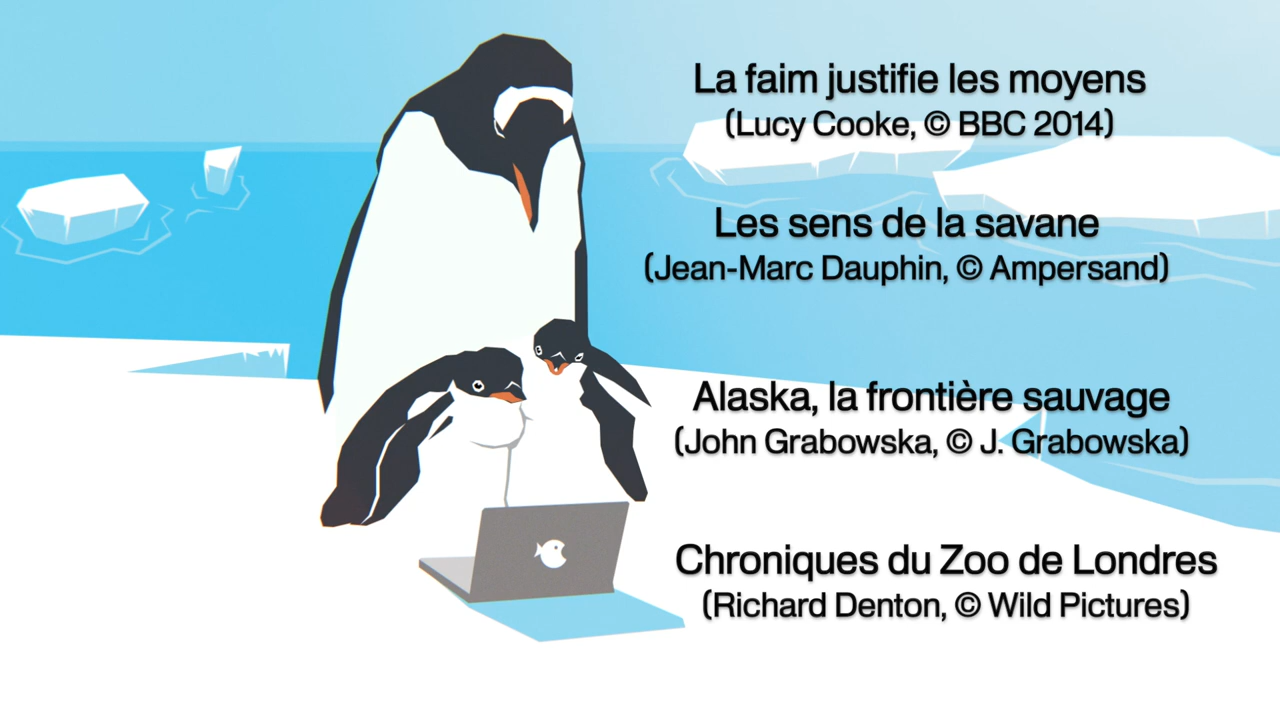 La faim justifie les moyens
(Lucy Cooke, © BBC 2014)
Les sens de la savane
(Jean-Marc Dauphin, © Ampersand)
Alaska, la frontière sauvage
(John Grabowska, © J. Grabowska)
Chroniques du Zoo de Londres
(Richard Denton, © Wild Pictures)